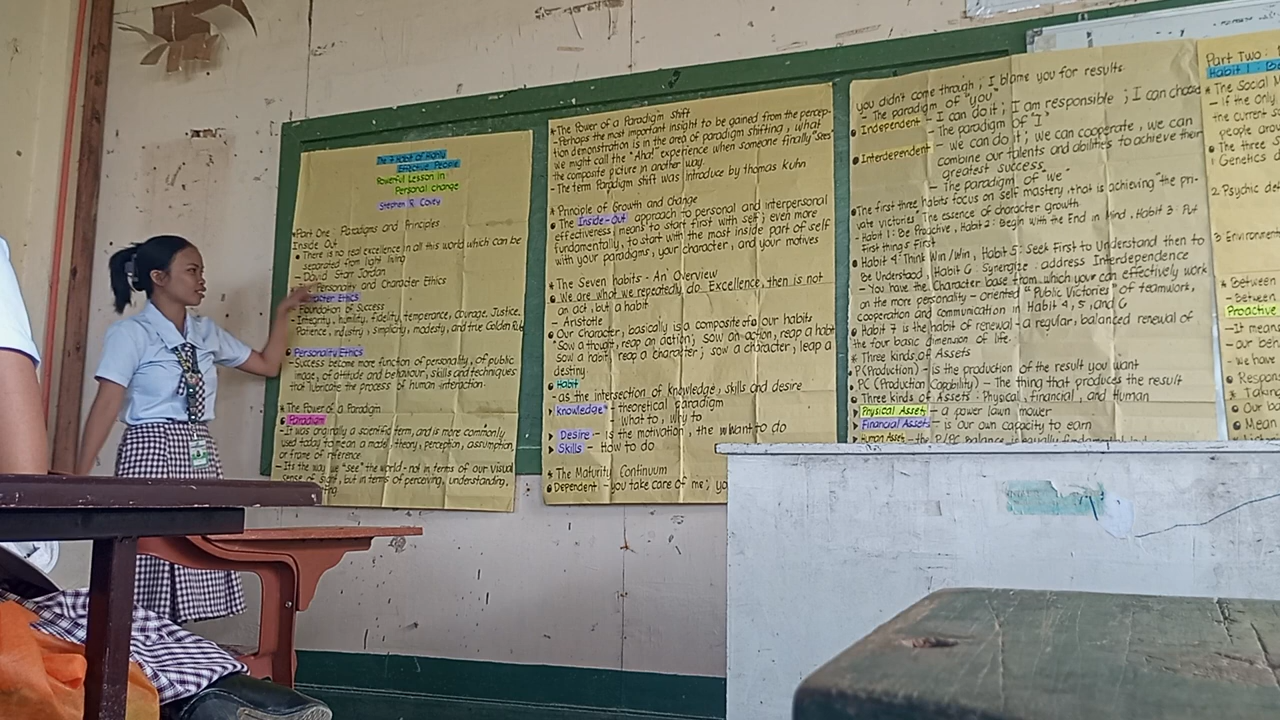 The 7 Habit of Highly
Effective People
Powerful Lesson in
Personal change
Stephen R. Covey
*Part One: Paradigms and Principles
Inside Out
• There is no real excellence in all this world which can be
separated from light living
- David Starr Jordan
Personality and Character Ethics
Character Ethics
- Foundation of Success
- Integrity, humility, fidelity, temperance, courage, Justice,
Patience, industry, simplicity, modesty, and true Golden Rule
• Personality Ethics
- Success become more function of personality, of public
image, of attitude and behaviour, skills and techniques
that lubricate the process of human interaction.
*The Power of a Paradigm
• Paradigm
- It was originally a scientific term, and is more commonly
used today to mean a model, theory, perception, assumption,
or frame of reference
- Its the way we "see" the world - not in terms of our visual
sense of sight, but in terms of perceiving, understanding,
*The Power of a Paradigm shift
- Perhaps the most important insight to be gained from the percep-
tion demonstration is in the area of paradigm shifting, what
we might call the "Aha!" experience when someone finally "sees"
the composite picture in another way.
- The term Paradigm shift was introduce by thomas Kuhn
* Principle of Growth and change
• The Inside-Out approach to personal and interpersonal
effectiveness means to start first with self; even more
fundamentally, to start with the most inside part of self
with your paradigms, your character, and your motives
* The Seven habits - An Overview
• We are what we repeatedly do. Excellence, then is not
an act, but a habit
- Aristotle
• Our Character, basically is a composite of our habits.
"Sow a thought, reap an action; sow an action, reap a habit
Sow a habit, reap a character; sow a character, leap a
destiny.
• Habit
- as the intersection of knowledge, skills and desire
Knowledge - theoretical paradigm
- what to, why to
Desire - is the motivation, the want to do
Skills - How to do
* The Maturity Continuum
• Dependent - you take care of me; yo
you didn't come through; I blame you for results.
- The paradigm of "you"
• Independent - I can do it; I am responsible; I can choose
- The paradigm of "I"
• Interdependent - we can do it; we can cooperate, we can
combine our talents and abilities to achieve their
greatest success
- The paradigm of "we"
• The first three habits focus on self mastery, that is achieving "the pri-
vate victories" The essence of character growth.
- Habit 1: Be Proactive, Habit 2: Begin with the End in Mind, Habit 3: Put
First things First
• Habit 4: Think Win/Win, Habit 5: Seek First to Understand then to
Be Understood, Habit 6: Synergize: address Interdependence
- You have the Character base from which your can effectively work
on the more personality-oriented "Public Victories" of teamwork,
cooperation and communication in Habit 4, 5, and 6
• Habit 7 is the habit of renewal - a regular, balanced renewal of
the four basic dimension of life.
* Three kinds of Assets
P(Production) - is the production of the result you want
PC (Production Capability) - The thing that produces the result
• Three kinds of Assets: Physical, financial, and Human
Physical Assets - a power lawn mower
Financial Assets - is our own capacity to earn
Human Assets - the P/PC balance is equally fundamental
Part Two:
Habit 1:
* The Social
- if the only
the current
people
• The three
1 Genetics
2. Psychic
3 Environment
* Between
- Between
Proactive
- It means
- our
- we have
• Respons
* Taking
• Our
• Mean